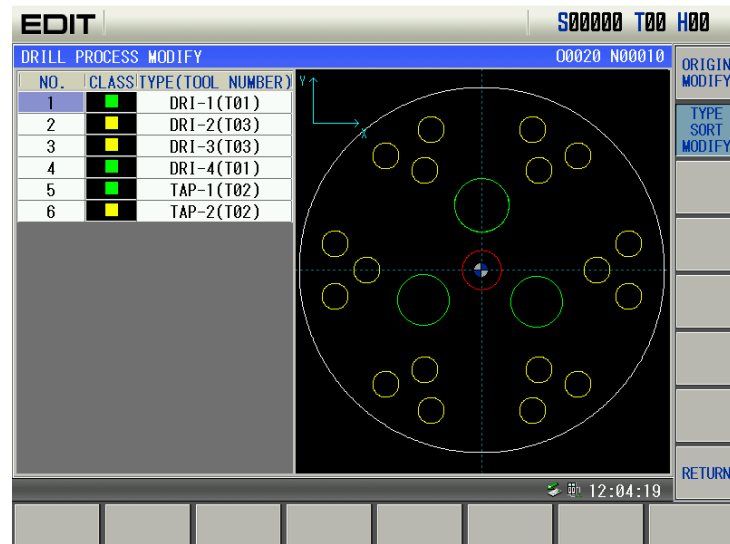 EDIT
S00000 T00 H00
DRILL PROCESS MODIFY
O0020 N00010
NO. CLASS TYPE(TOOL NUMBER)
1 DRI-1(T01)
2 DRI-2(T03)
3 DRI-3(T03)
4 DRI-4(T01)
5 TAP-1(T02)
6 TAP-2(T02)
Y
X
ORIGIN
MODIFY
TYPE
SORT
MODIFY
RETURN
12:04:19